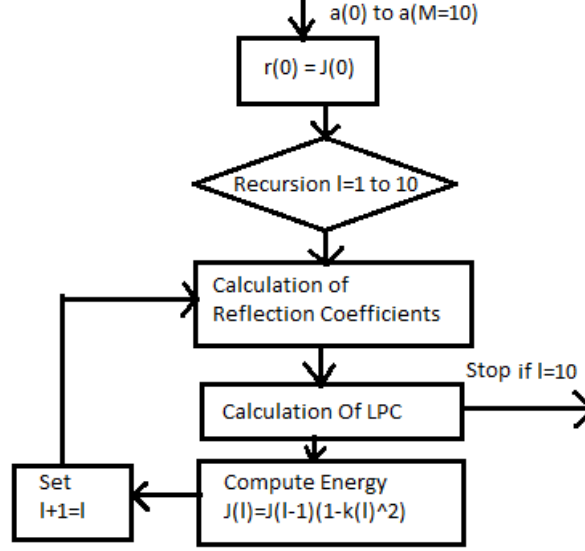 a(0) to a(M=10)
r(0) = J(0)
Recursion l=1 to 10
Calculation of
Reflection Coefficients
Stop if l=10
Calculation Of LPC
Set
l+1=l
Compute Energy
J(l)=J(l-1)(1-k(l)^2)